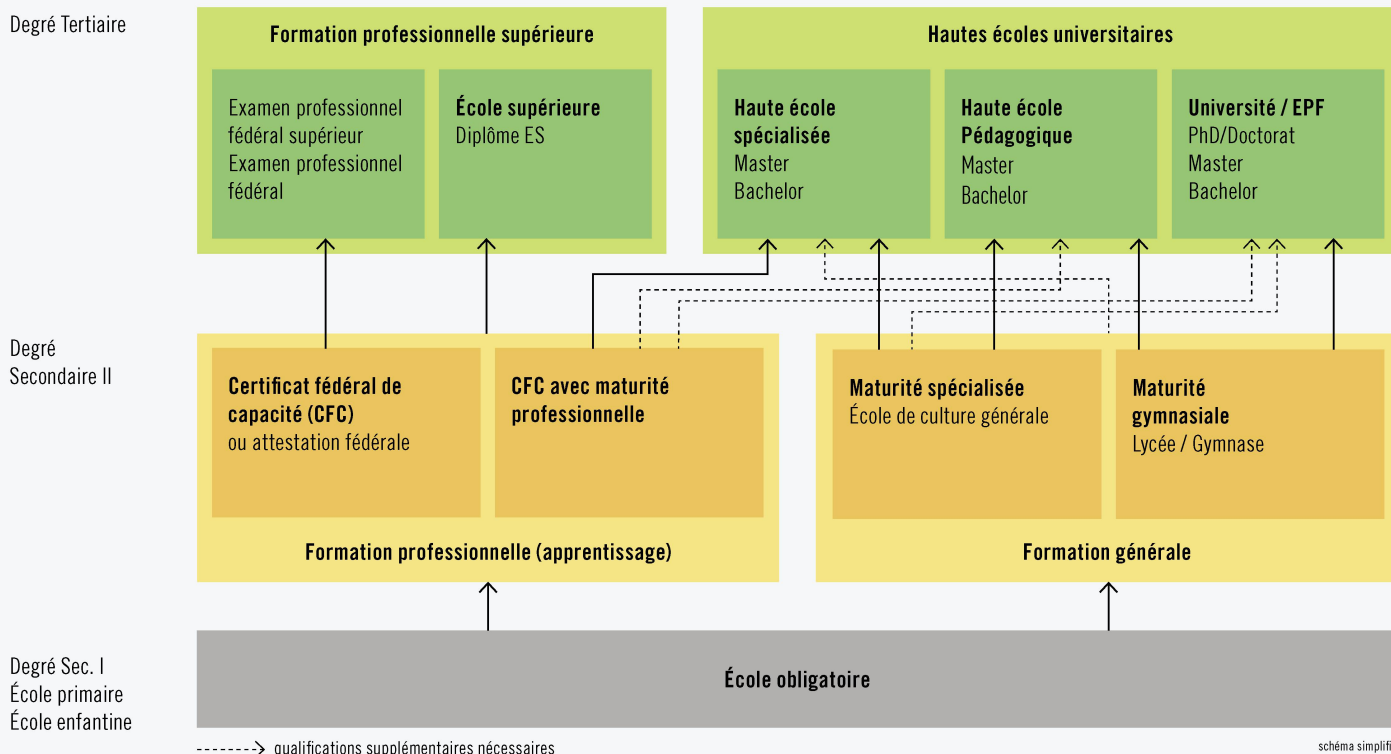 Degré Tertiaire
Formation professionnelle supérieure
Hautes écoles universitaires
Examen professionnel
fédéral supérieur
Examen professionnel
fédéral
École supérieure
Diplôme ES
Haute école
spécialisée
Master
Bachelor
Haute école
Pédagogique
Master
Bachelor
Université / EPF
PhD/Doctorat
Master
Bachelor
Degré
Secondaire II
Certificat fédéral de
capacité (CFC)
ou attestation fédérale
CFC avec maturité
professionnelle
Maturité spécialisée
École de culture générale
Maturité
gymnasiale
Lycée / Gymnase
Formation professionnelle (apprentissage)
Formation générale
Degré Sec. I
École primaire
École enfantine
École obligatoire
qualifications supplémentaires nécessaires
schéma simplifi